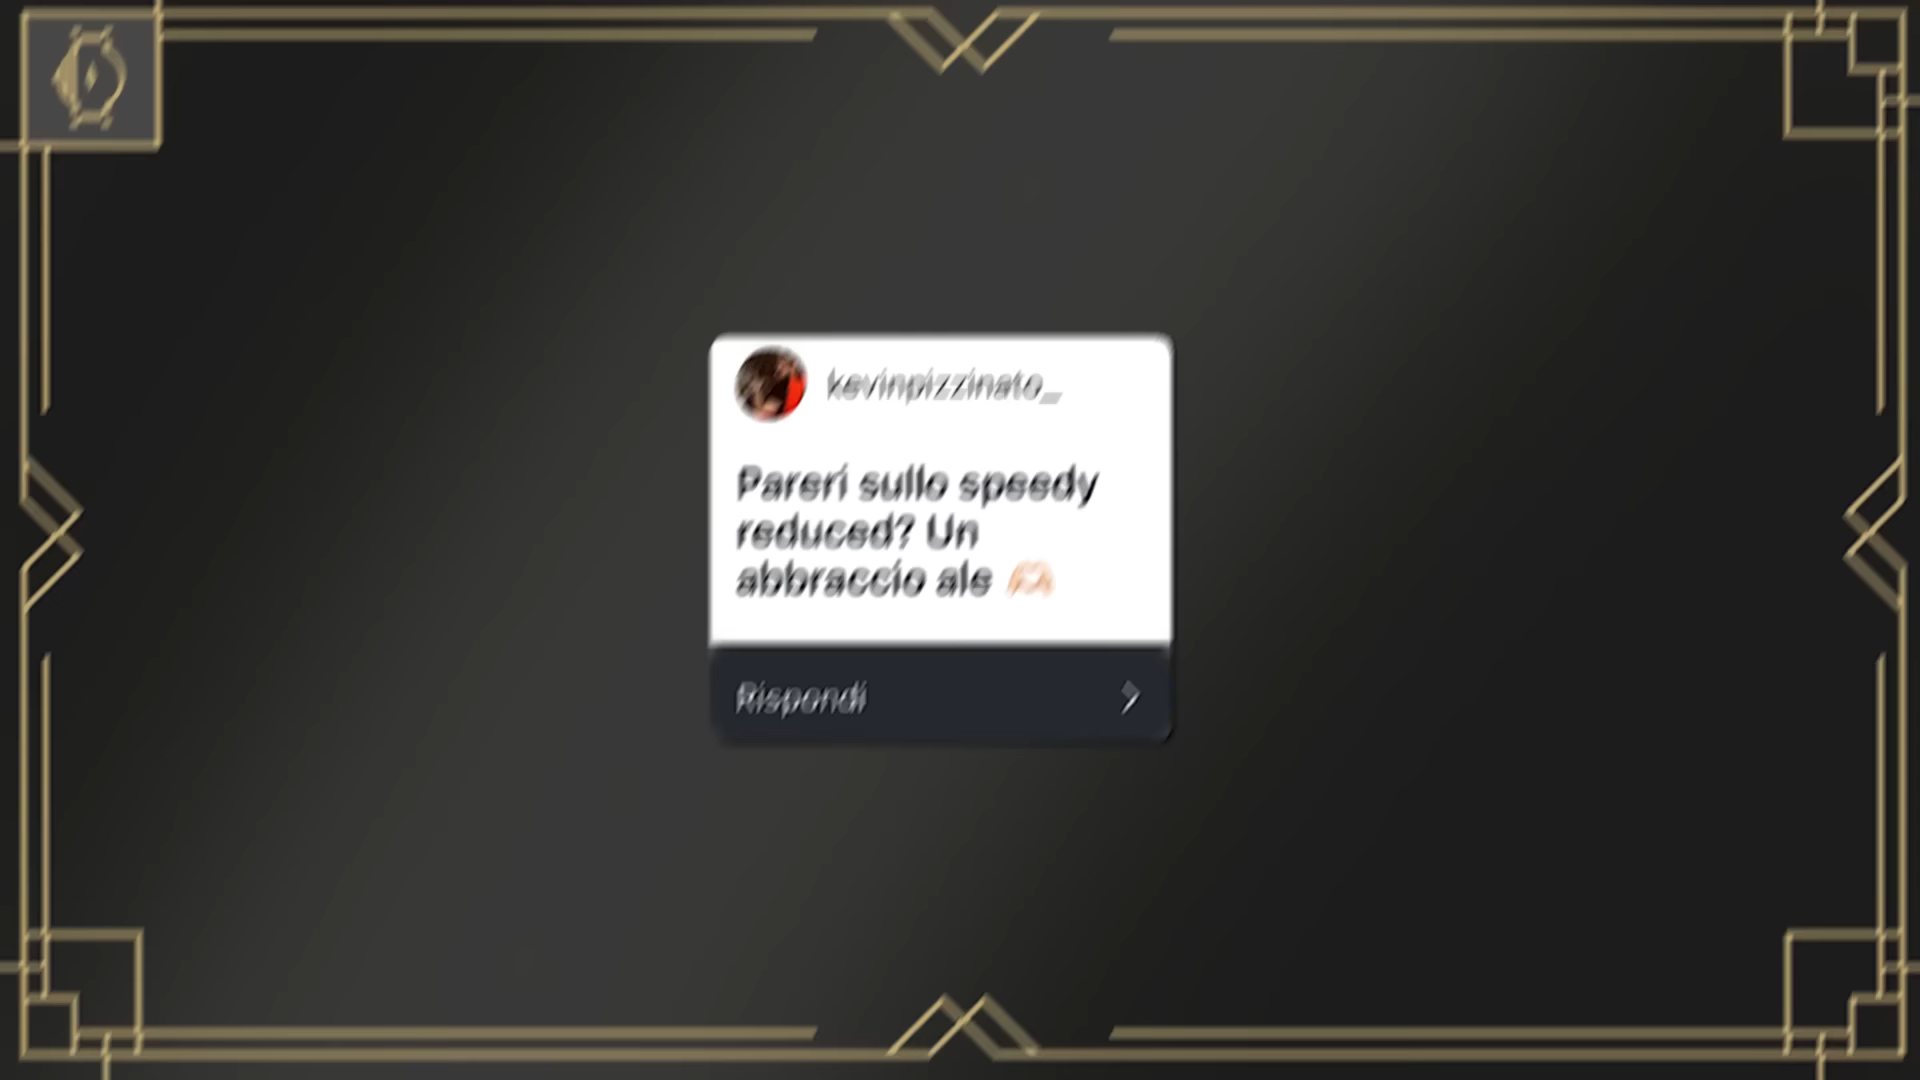 kevinpizzinato_
Pareri sullo speedy
reduced? Un
abbraccio ale 🫶🏻
Rispondi